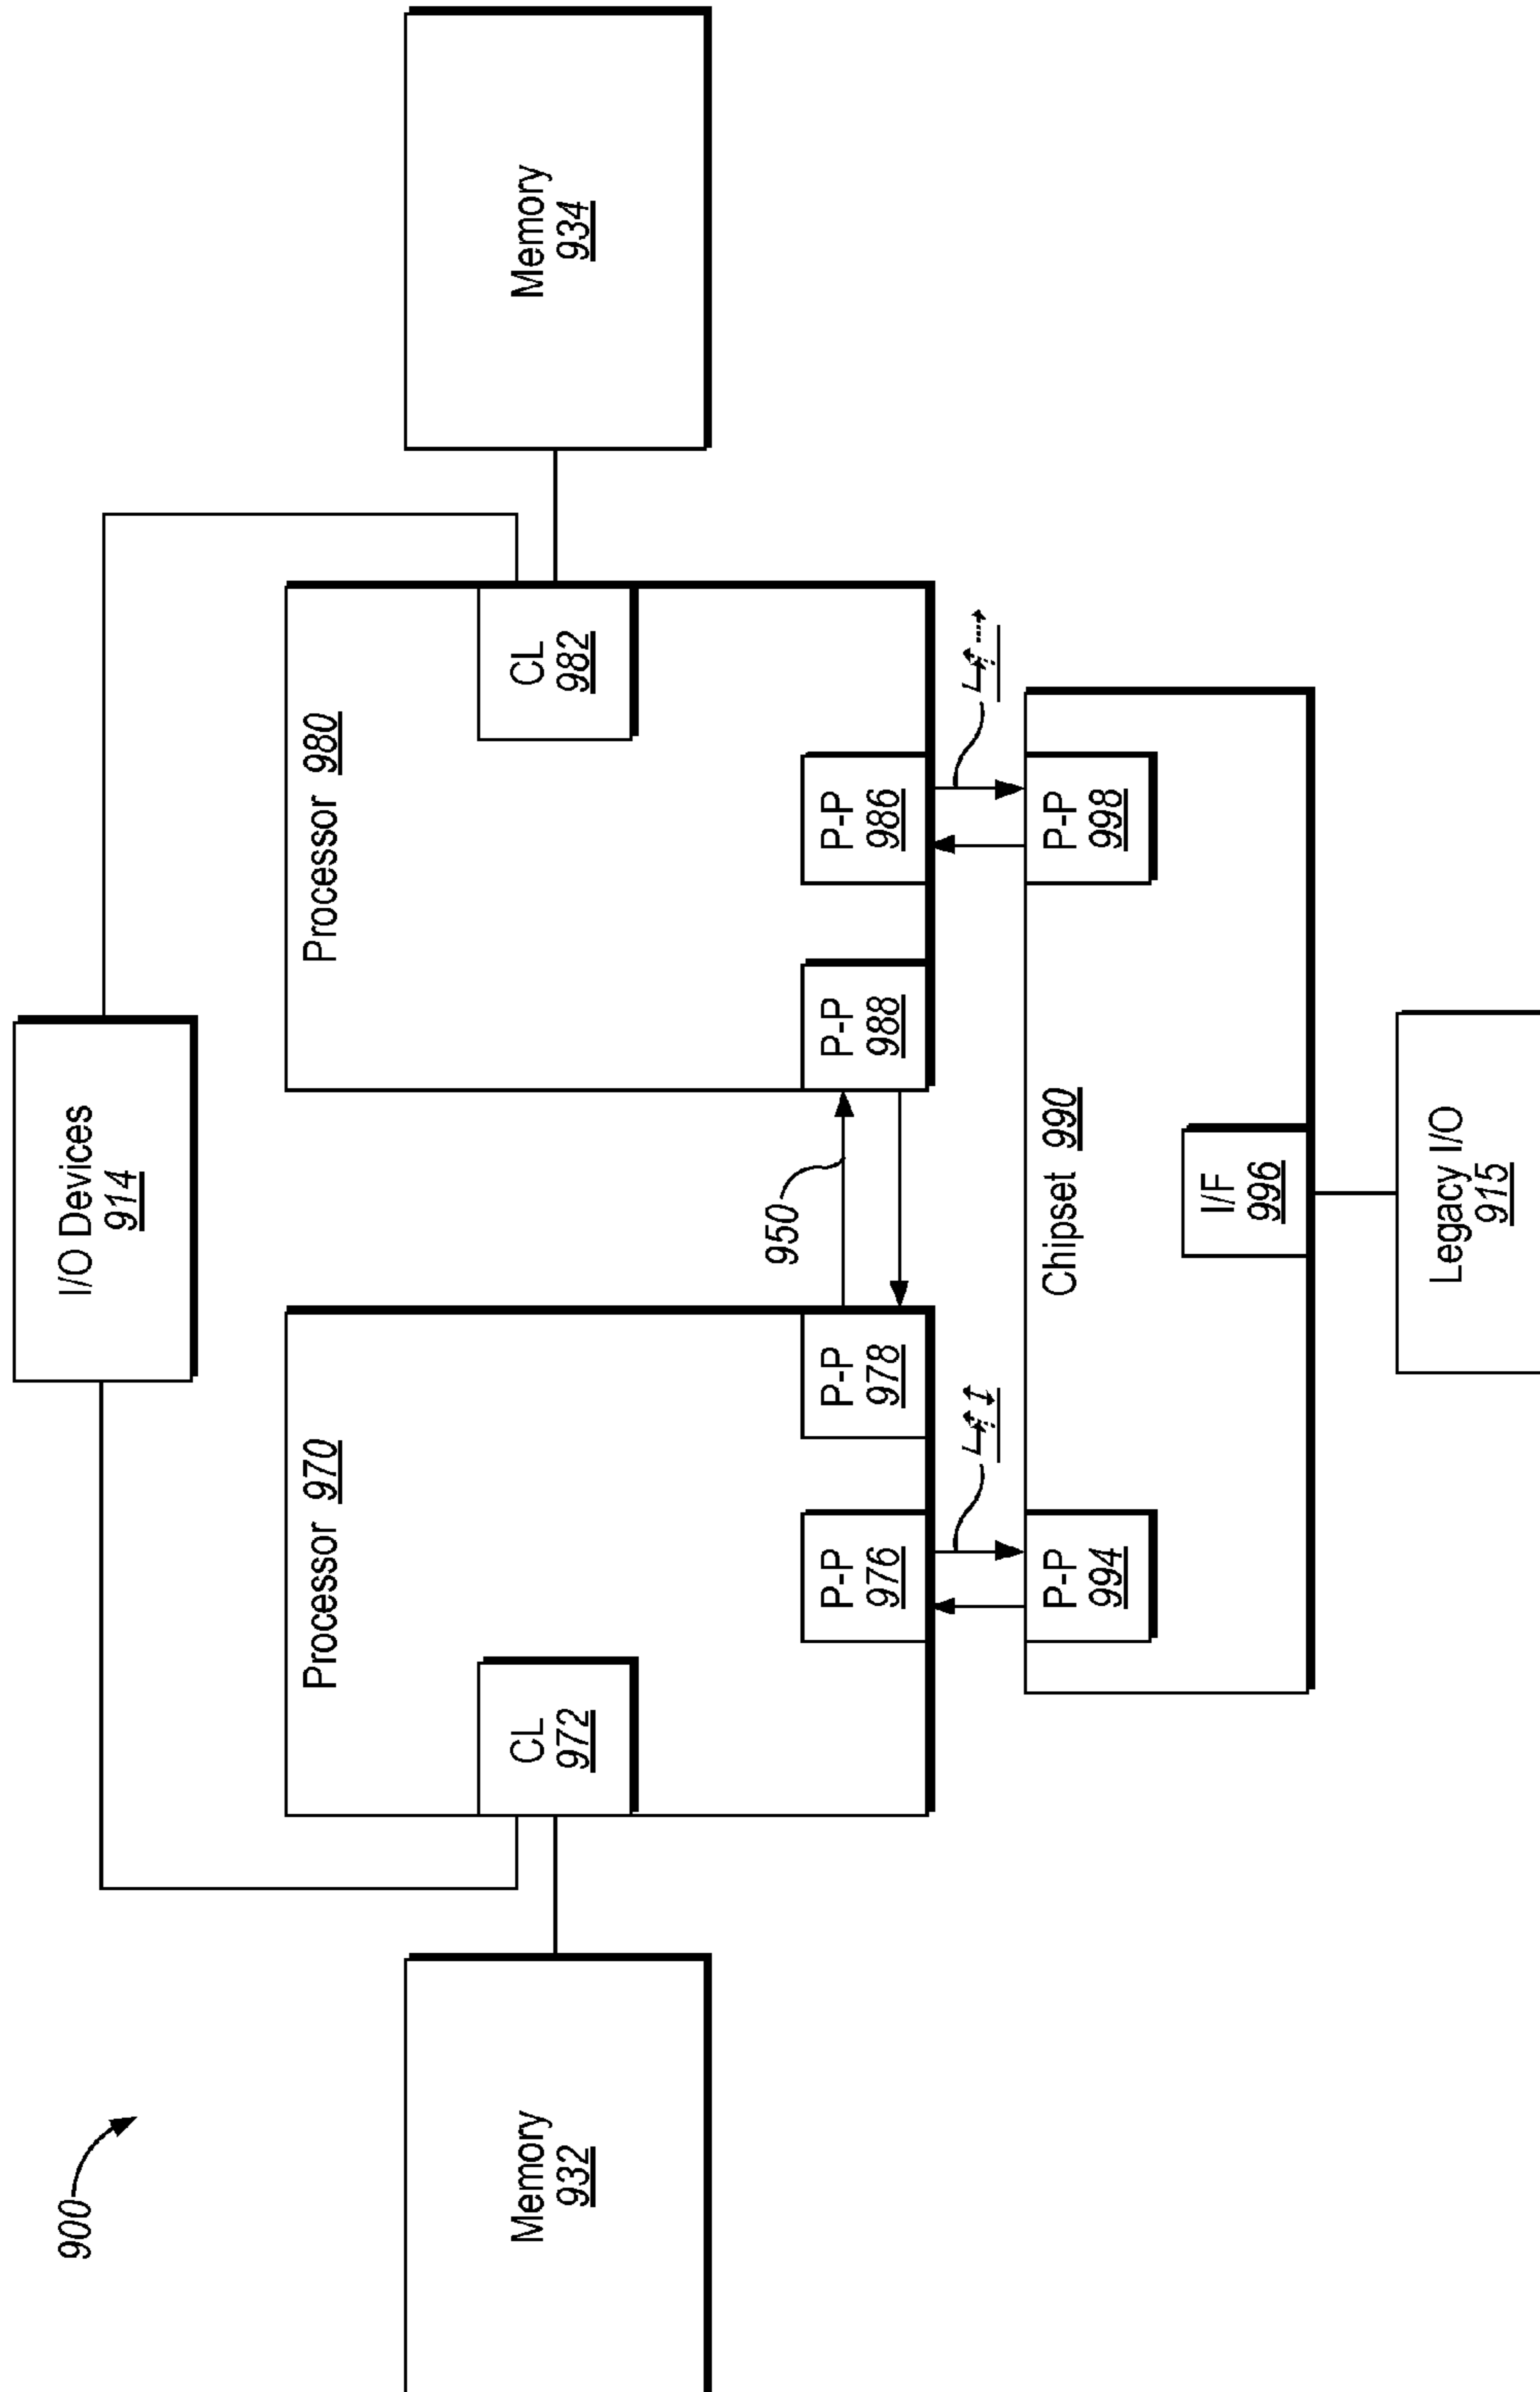 900
I/O Devices
914
Memory
932
Processor 970
CL
972
P-P
976
P-P
978
950
Processor 980
CL
982
P-P
988
P-P
986
Memory
934
Chipset 990
P-P
994
P-P
998
I/F
996
Legacy I/O
915